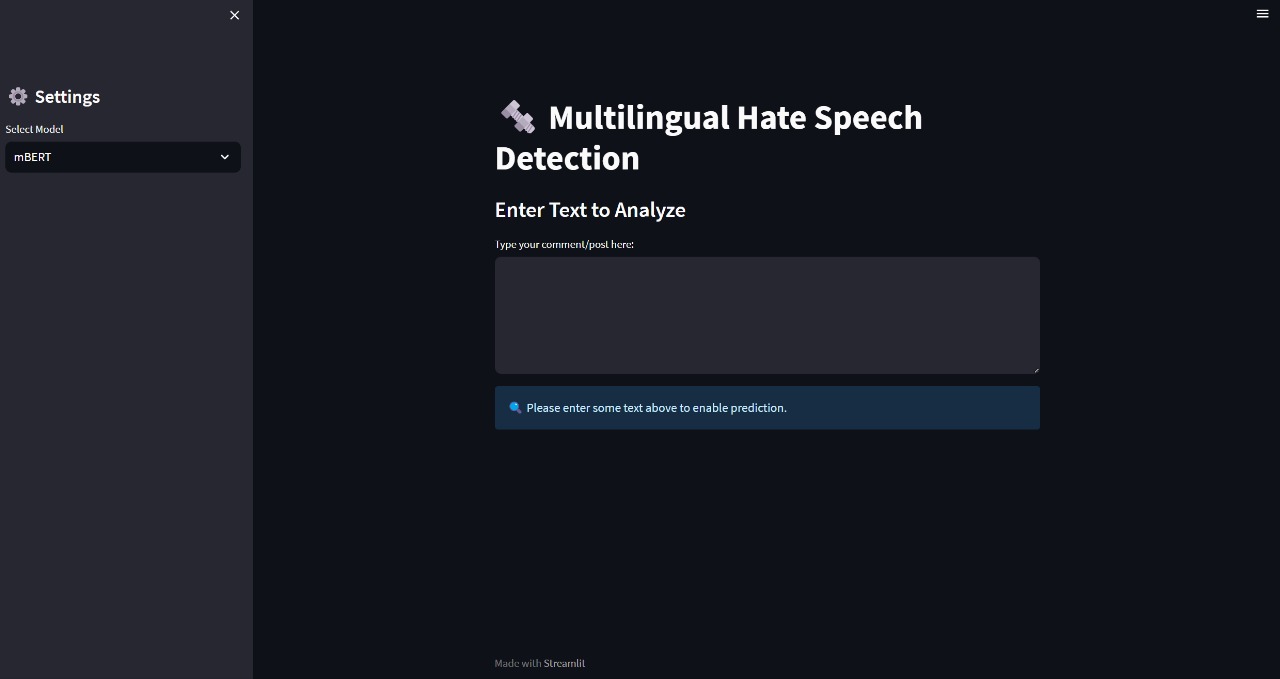 Settings
Select Model
mBERT
Multilingual Hate Speech
Detection
Enter Text to Analyze
Type your comment/post here:
Please enter some text above to enable prediction.
Made with Streamlit